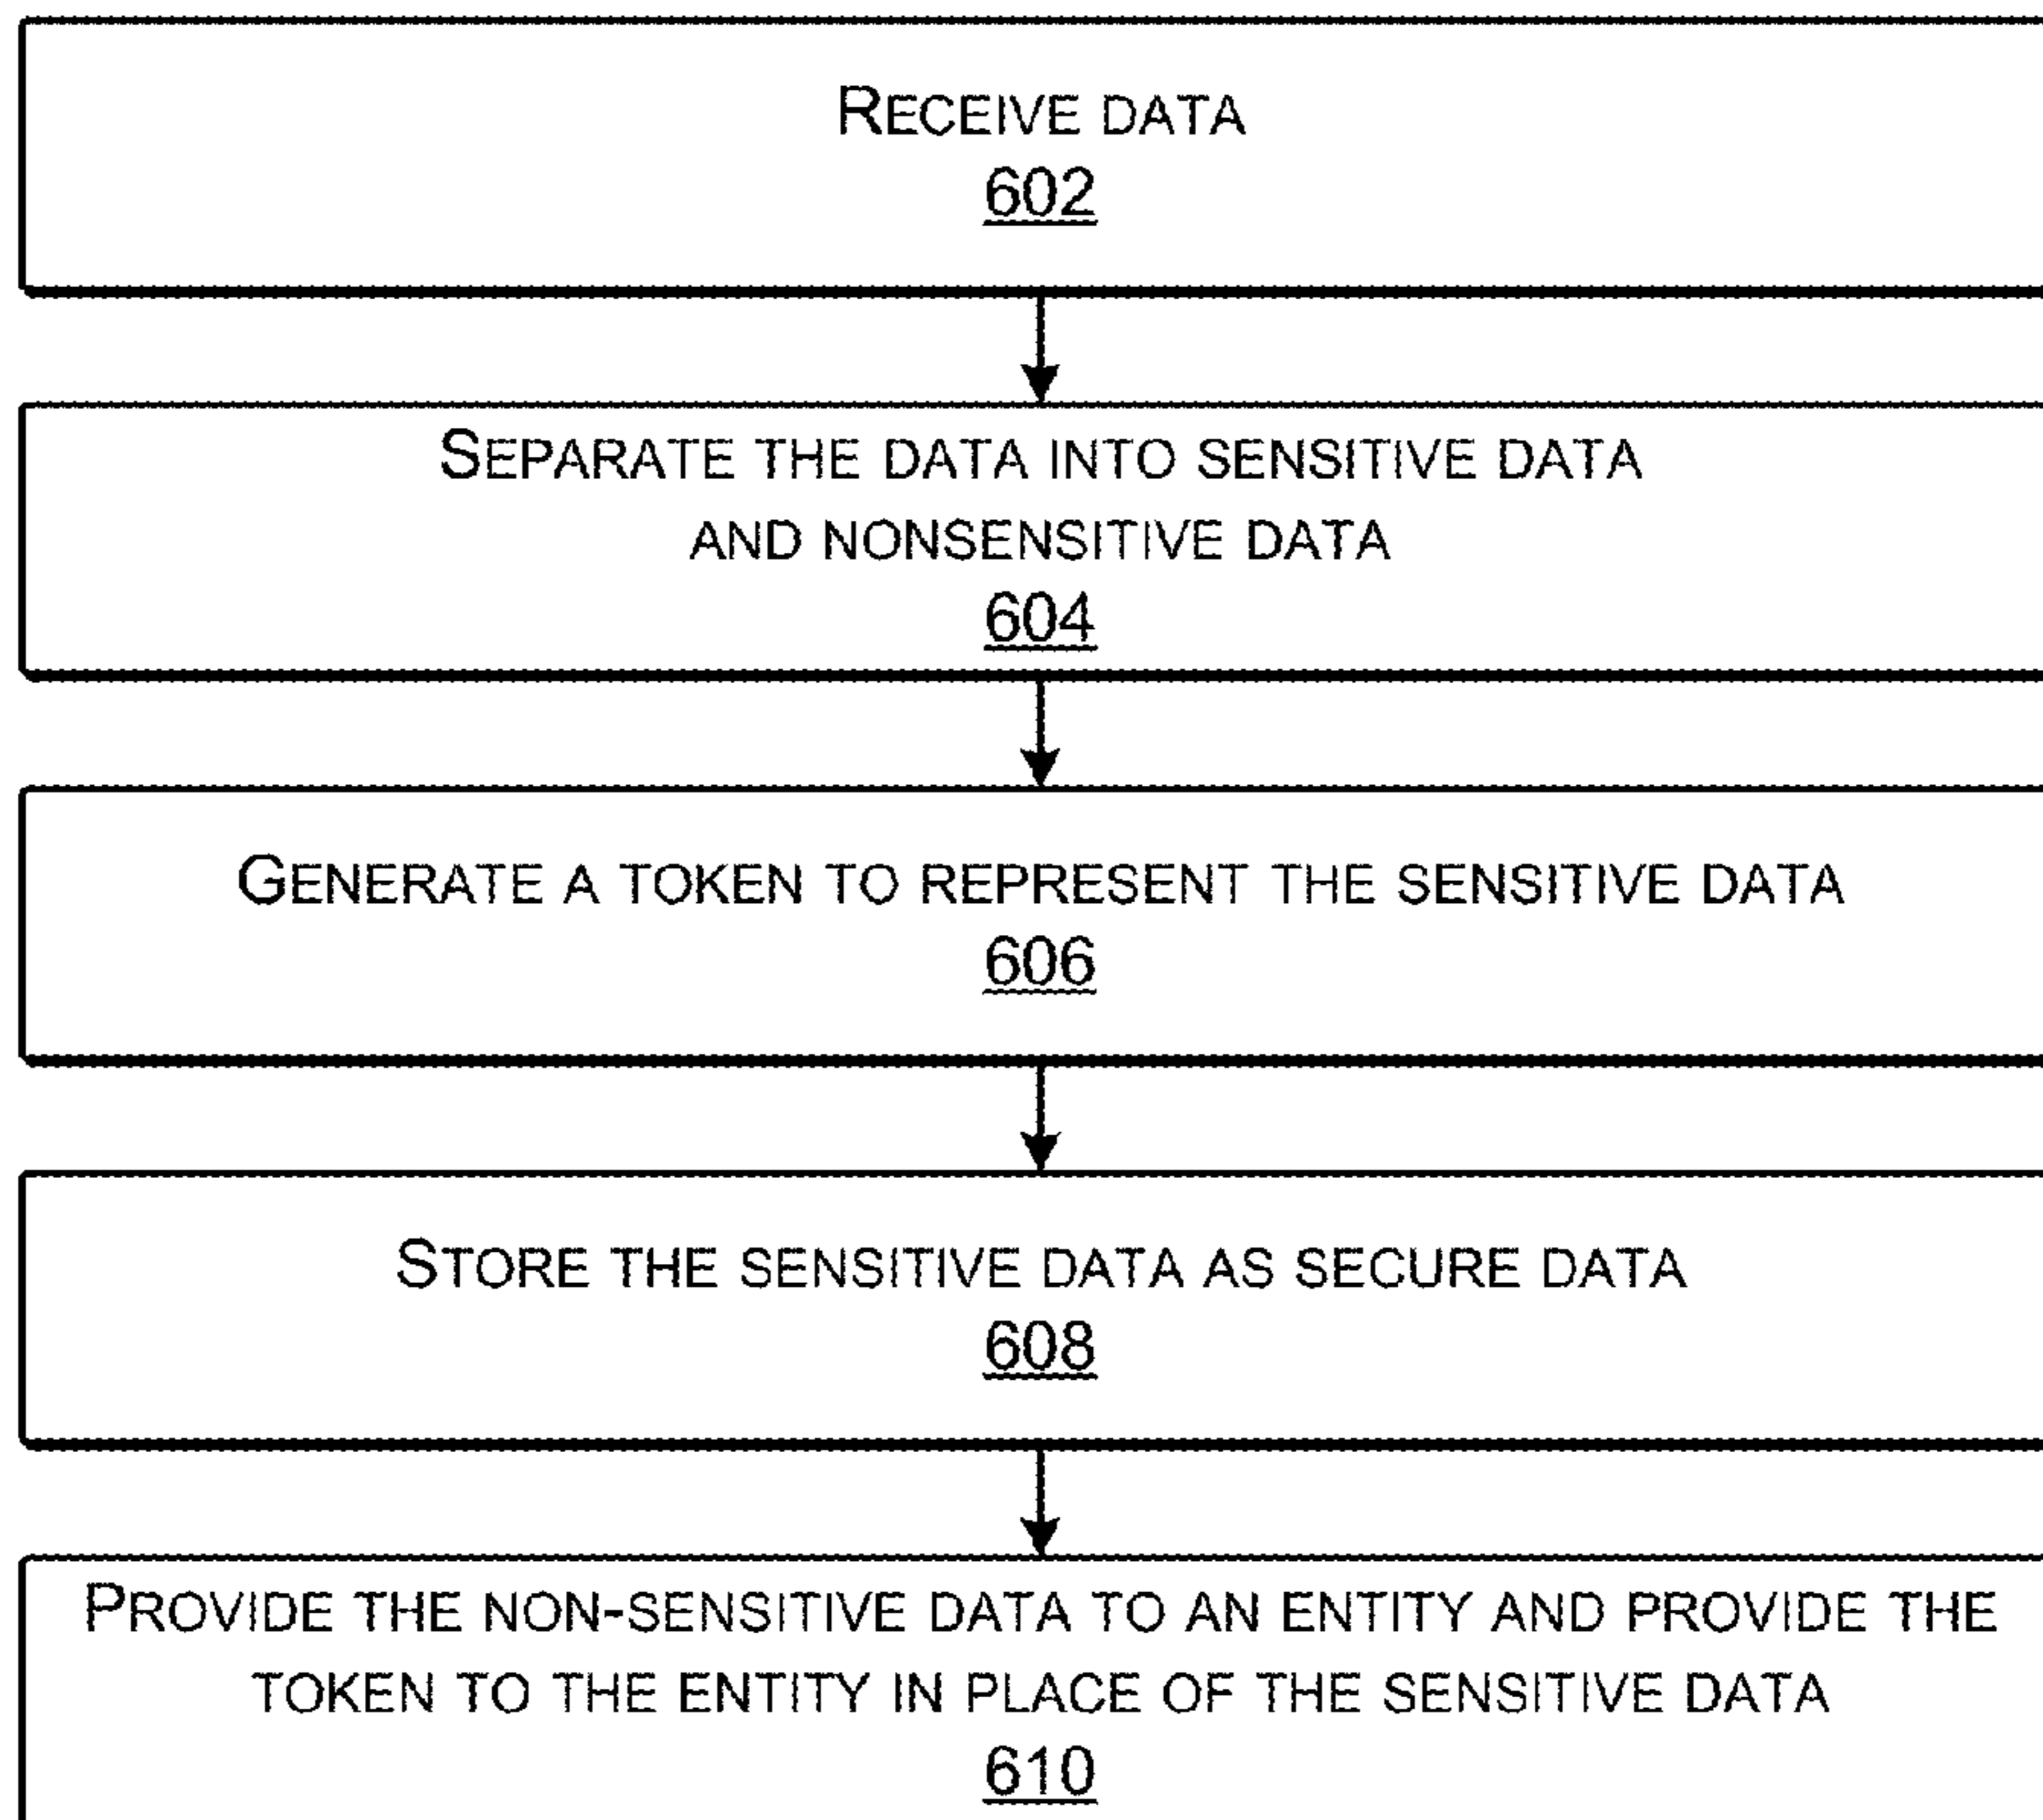 RECEIVE DATA
602
SEPARATE THE DATA INTO SENSITIVE DATA
AND NONSENSITIVE DATA
604
GENERATE A TOKEN TO REPRESENT THE SENSITIVE DATA
606
STORE THE SENSITIVE DATA AS SECURE DATA
608
PROVIDE THE NON-SENSITIVE DATA TO AN ENTITY AND PROVIDE THE
TOKEN TO THE ENTITY IN PLACE OF THE SENSITIVE DATA
610